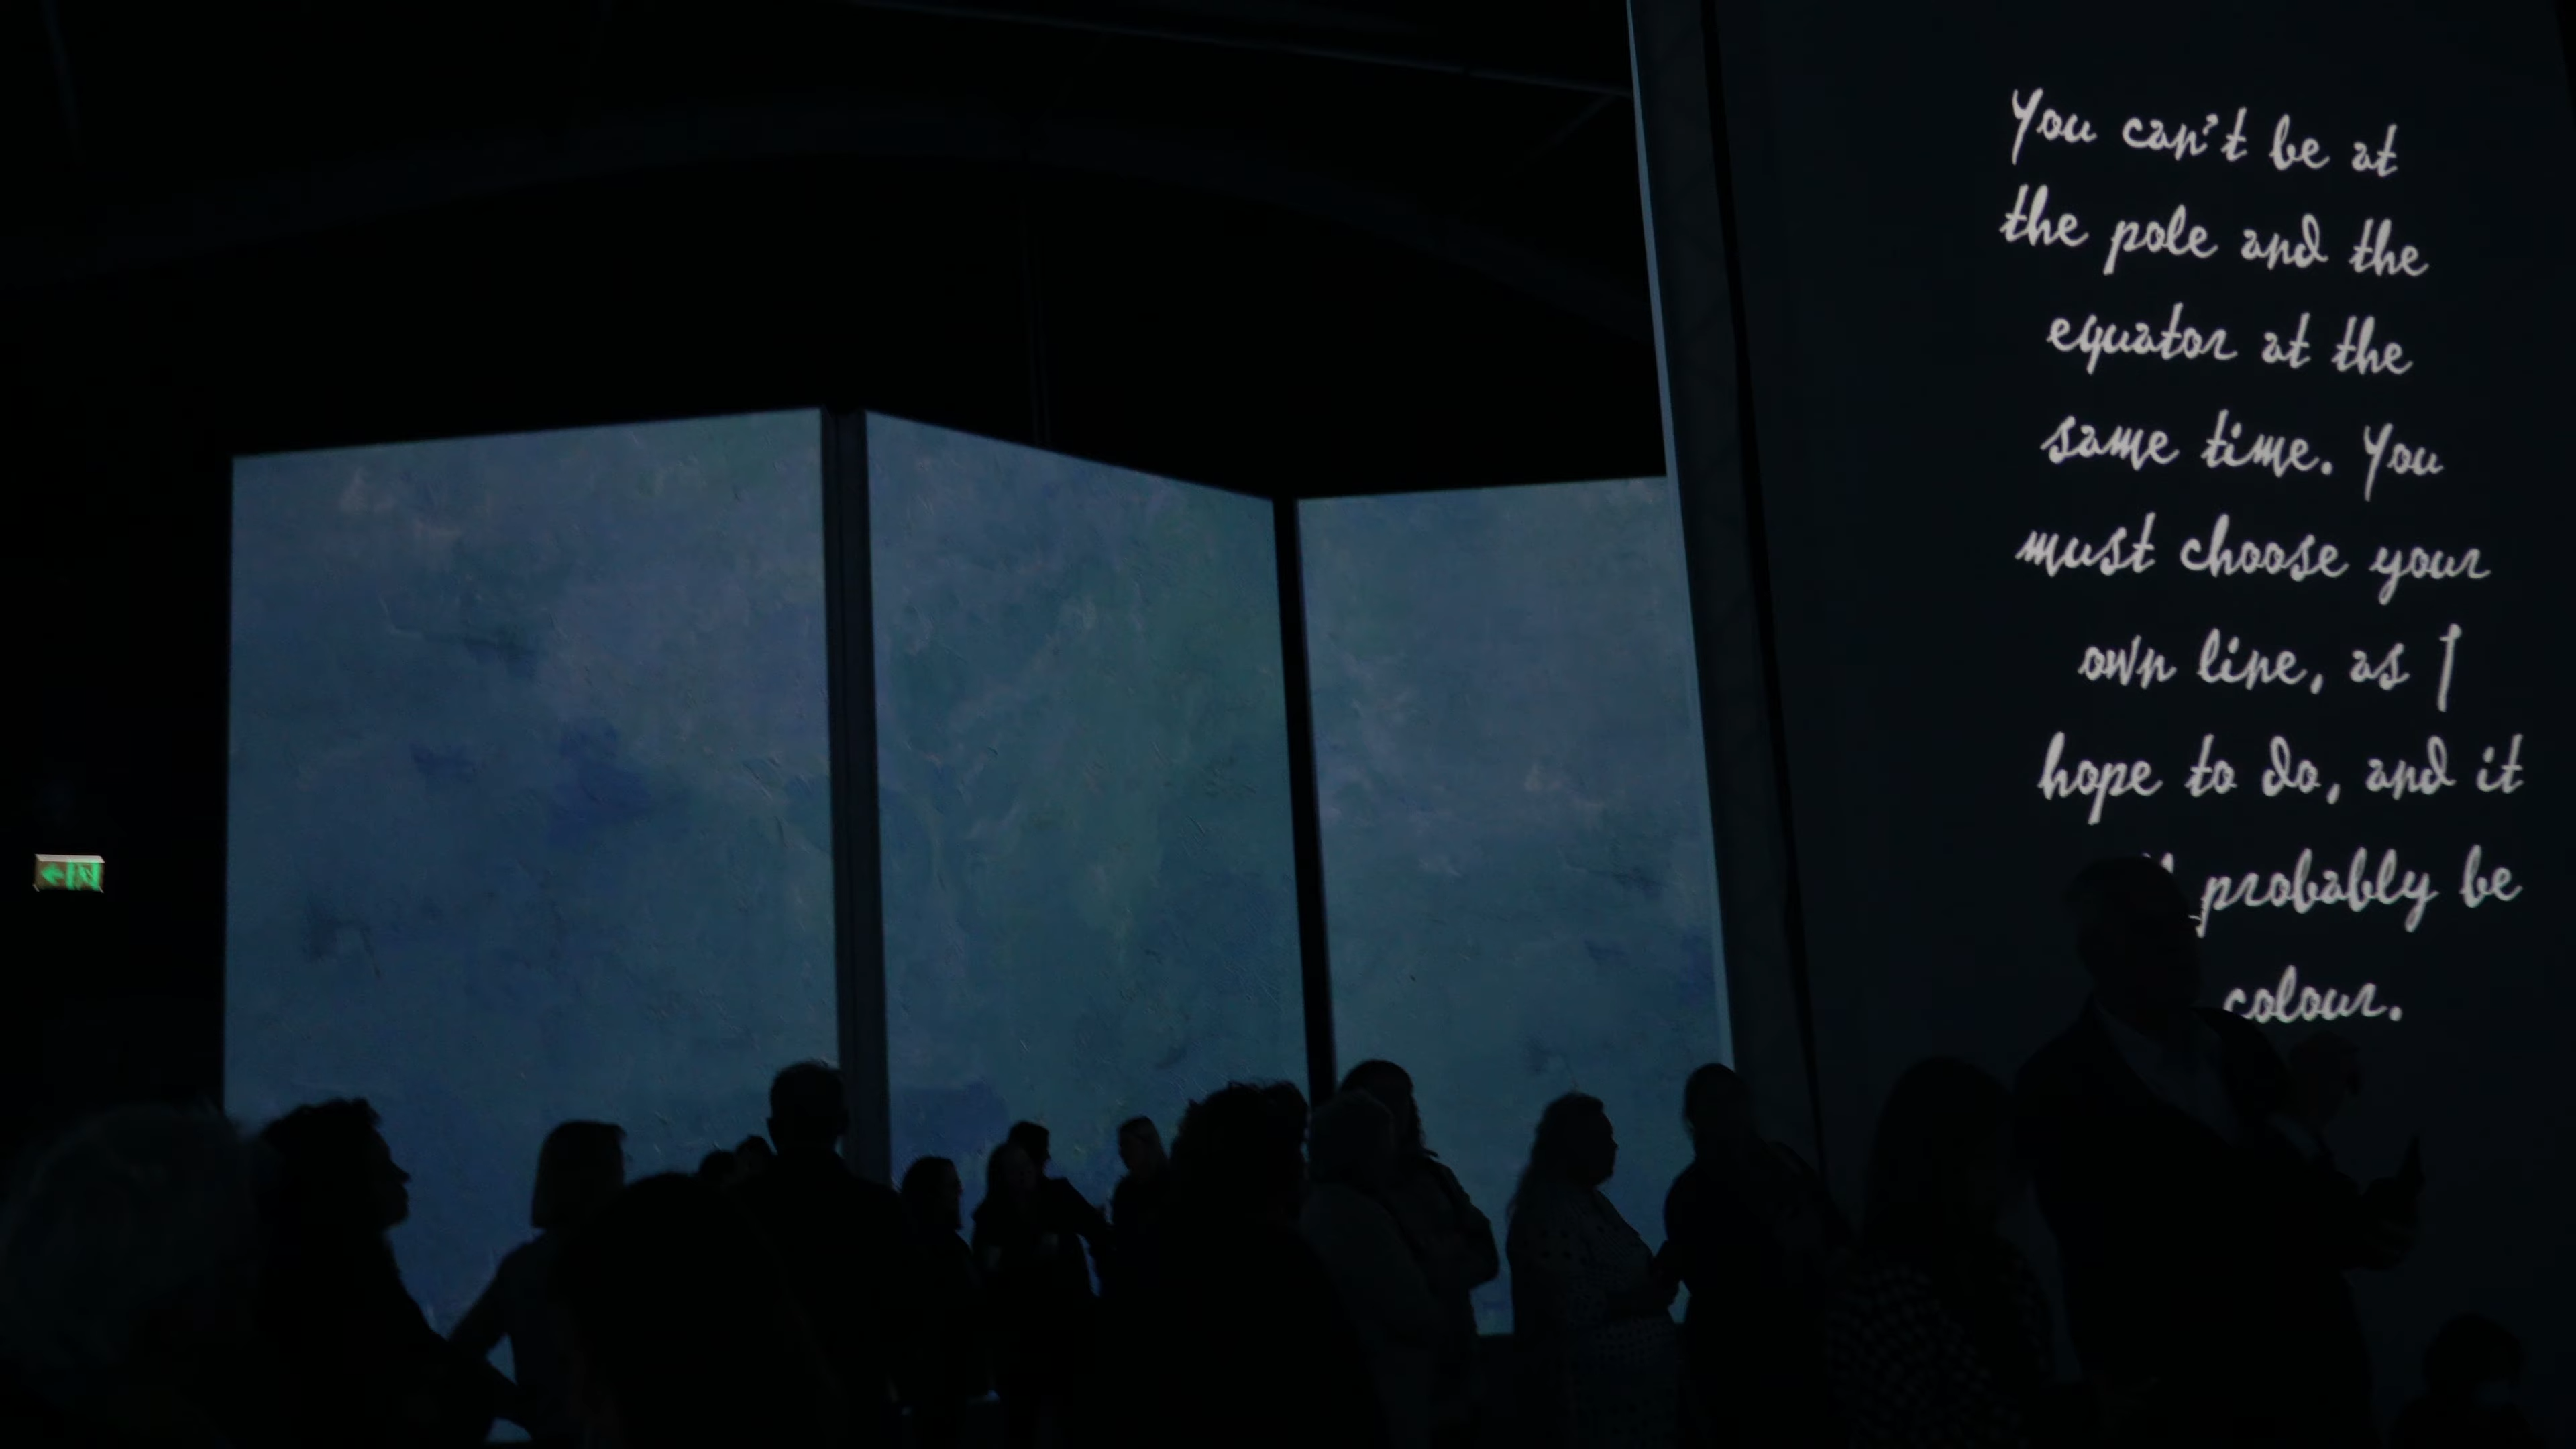 You can't be at
the pole and the
equator at the
same time. You
must choose your
own line, as I
hope to do, and it
probably be
colour.